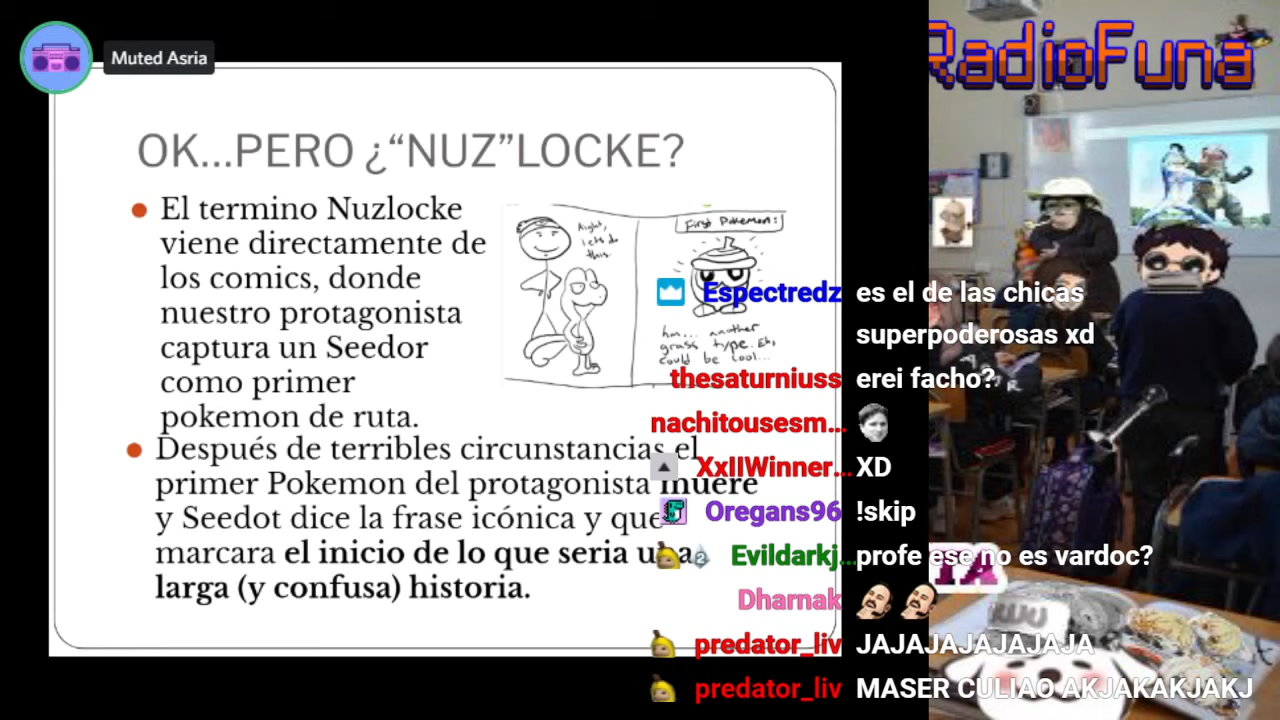 Muted Asria
RadioFuna
OK...PERO ¿“NUZ”LOCKE?
El termino Nuzlocke
viene directamente de
los comics, donde
nuestro protagonista
captura un Seedor
como primer
pokemon de ruta.
Después de terribles circunstancias el
primer Pokemon del protagonista muere
y Seedot dice la frase icónica y que
marcara el inicio de lo que seria una
larga (y confusa) historia.
Alright,
let's do
this.
First Pokemon:
hm... another
grass type. Eh,
could be cool...
Espectredz es el de las chicas
superpoderosas xd
thesaturniuss erei facho?
nachitousesm...
XxIIWinner... XD
Oregans96 !skip
Evildarkj... profe ese no es vardoc?
Dharnak
predator_liv JAJAJAJAJAJAJA
predator_liv MASER CULIAO AKJAKAKJAKJ